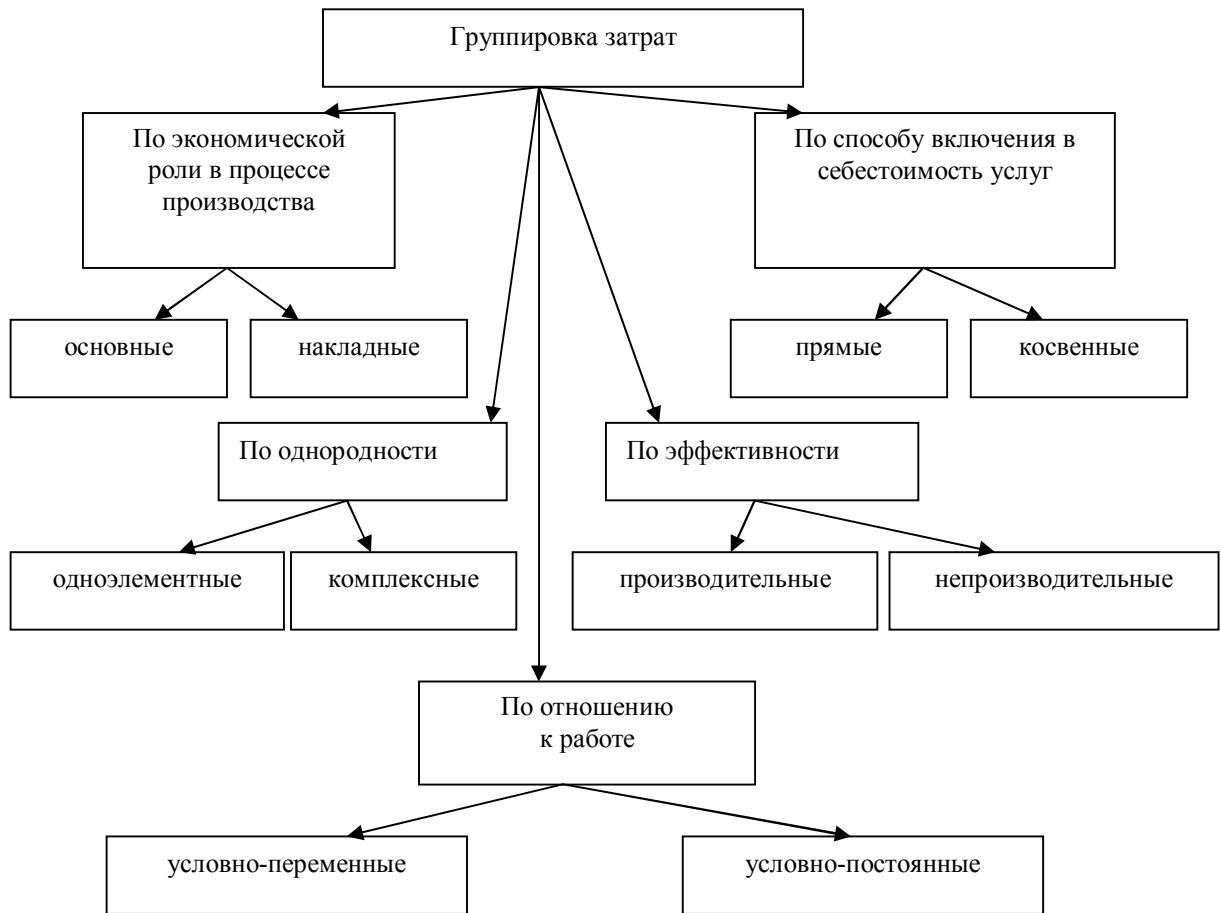 Группировка затрат
По экономической
роли в процессе
производства
По способу включения в
себестоимость услуг
основные
накладные
прямые
косвенные
По однородности
По эффективности
одноэлементные
комплексные
производительные
непроизводительные
По отношению
к работе
условно-переменные
условно-постоянные